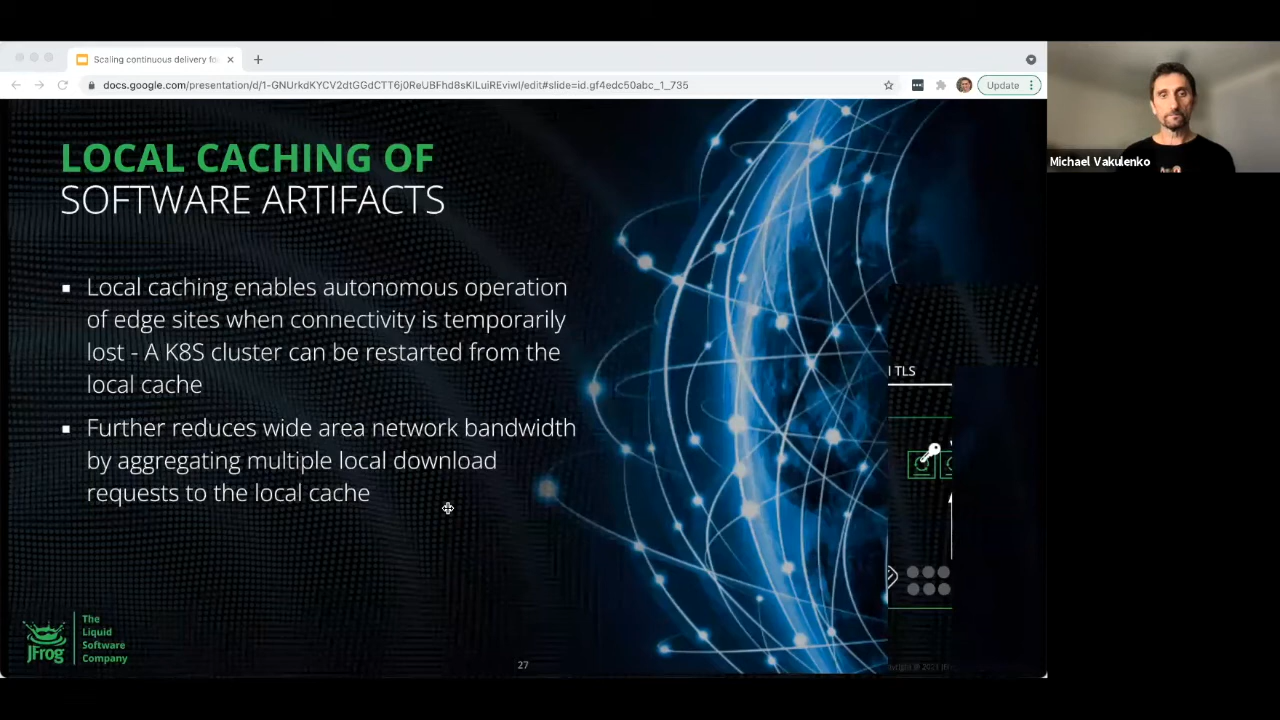 Scaling continuous delivery fo
docs.google.com/presentation/d/1-GNUrkdKYCV2dtGGdCTT6j0ReUBFhd8sKlLuiREviwI/edit#slide=id.gf4edc50abc_1_735
Update
Michael Vakulenko
LOCAL CACHING OF
SOFTWARE ARTIFACTS
Local caching enables autonomous operation
of edge sites when connectivity is temporarily
lost - A K8S cluster can be restarted from the
local cache
Further reduces wide area network bandwidth
by aggregating multiple local download
requests to the local cache
TLS
JFrog
The
Liquid
Software
Company
27